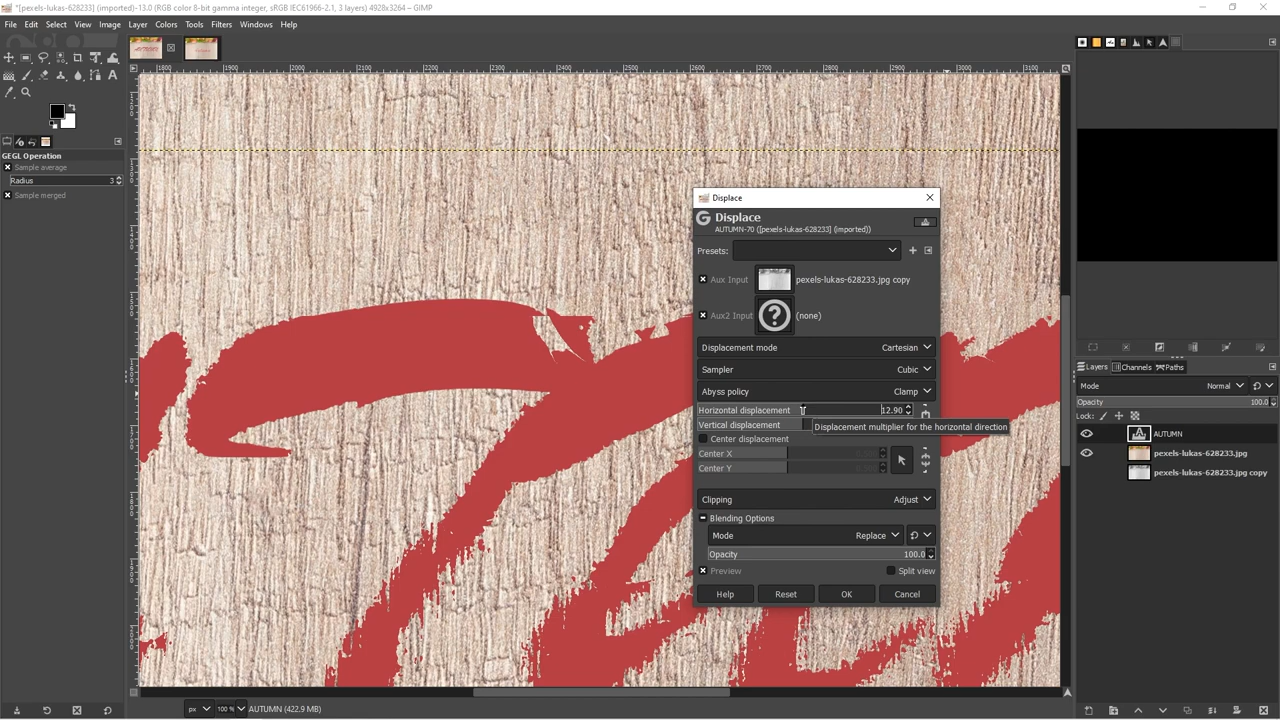 *[pexels-lukas-628233] (imported)-13.0 (RGB color 8-bit gamma integer, sRGB IEC61966-2.1, 3 layers) 4928x3264 – GIMP
File Edit Select View Image Layer Colors Tools Filters Windows Help
1800 1900 2000 2100 2200 2300 2400 2500 2600 2700 2800 2900 3000 3100
GEGL Operation
Sample average
Radius 3
Sample merged
Displace
Displace
AUTUMN-70 ([pexels-lukas-628233] (imported))
Presets:
Aux Input pexels-lukas-628233.jpg copy
Aux2 Input (none)
Displacement mode Cartesian
Sampler Cubic
Abyss policy Clamp
Horizontal displacement 12.90
Vertical displacement
Displacement multiplier for the horizontal direction
Center displacement
Center X
Center Y
Clipping Adjust
Blending Options
Mode Replace
Opacity 100.0
Preview Split view
Help Reset OK Cancel
Layers Channels Paths
Mode Normal
Opacity 100.0
Lock:
AUTUMN
pexels-lukas-628233.jpg
pexels-lukas-628233.jpg copy
px 100 % AUTUMN (422.9 MB)